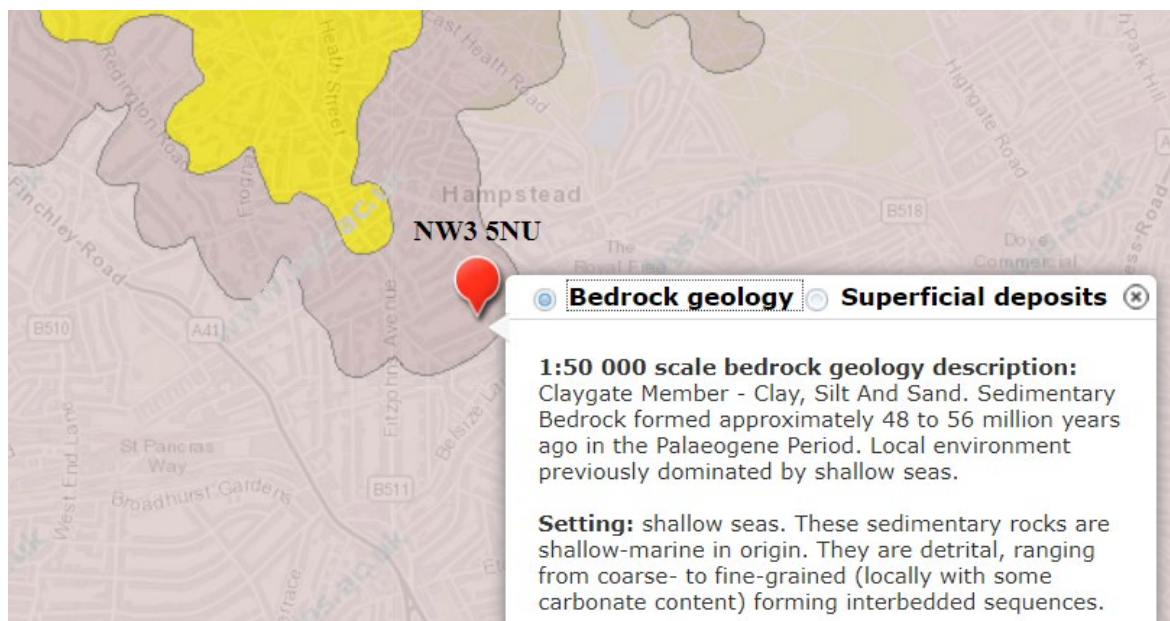 Heath Street
East Heath Road
Redington Road
Highgate Road
Finchley-Road
Hampstead
NW3 5NU
B518
The
Royal Free
Dove
Commercial
B510
A41
Fitzjohn's Avenue
Belsize La
B511
West End Lane
St Pancras
Way
Broadhurst Gardens
Bedrock geology
Superficial deposits
1:50 000 scale bedrock geology description:
Claygate Member - Clay, Silt And Sand. Sedimentary
Bedrock formed approximately 48 to 56 million years
ago in the Palaeogene Period. Local environment
previously dominated by shallow seas.
Setting: shallow seas. These sedimentary rocks are
shallow-marine in origin. They are detrital, ranging
from coarse- to fine-grained (locally with some
carbonate content) forming interbedded sequences.